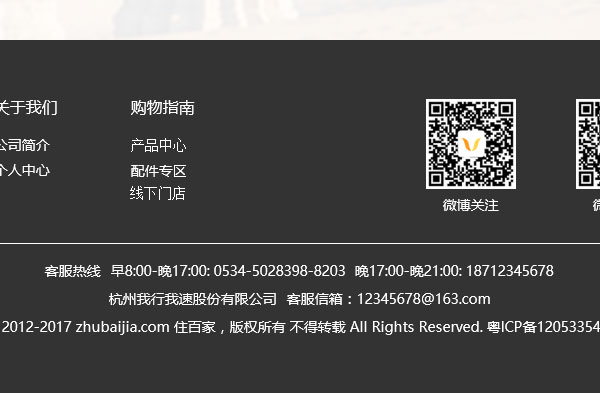 关于我们 购物指南
公司简介 产品中心
个人中心 配件专区
线下门店
微博关注
客服热线 早8:00-晚17:00: 0534-5028398-8203 晚17:00-晚21:00: 18712345678
杭州我行我速股份有限公司 客服信箱：12345678@163.com
2012-2017 zhubaijia.com 住百家，版权所有 不得转载 All Rights Reserved. 粤ICP备12053354